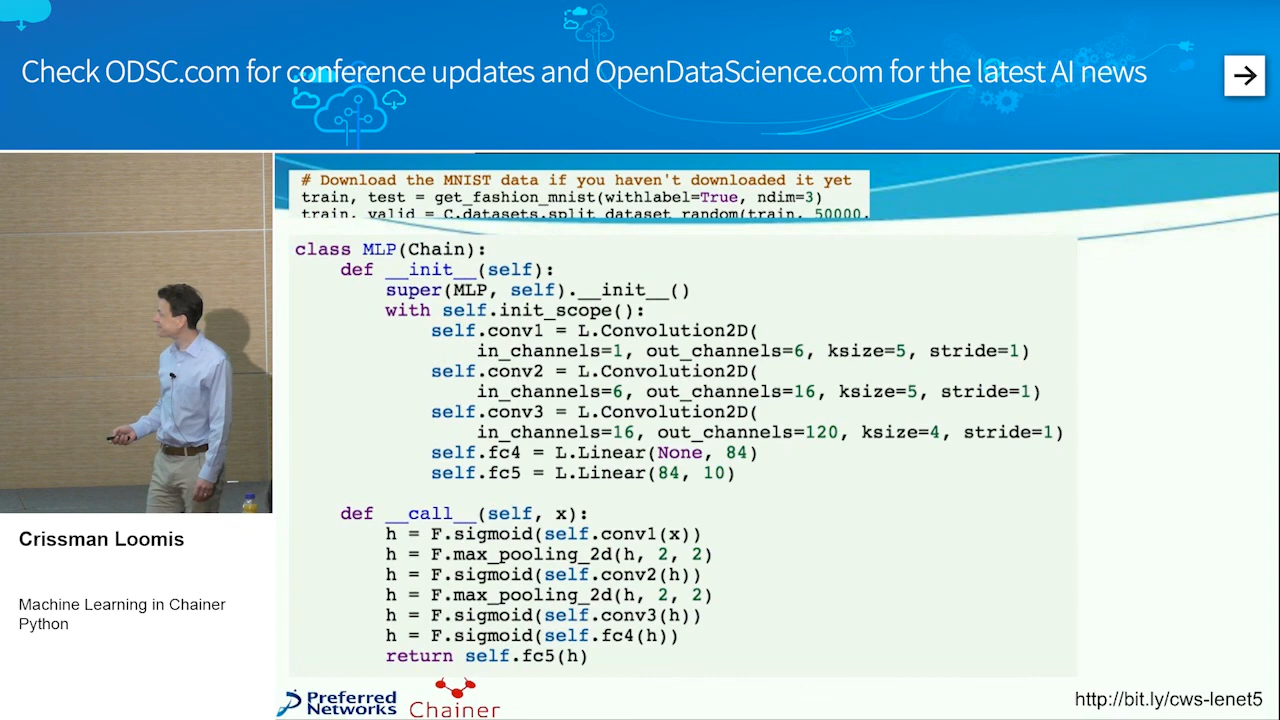 Check ODSC.com for conference updates and OpenDataScience.com for the latest AI news
# Download the MNIST data if you haven't downloaded it yet
train, test = get_fashion_mnist(withlabel=True, ndim=3)
train, valid = C.datasets.split_dataset_random(train, 50000,
class MLP(Chain):
    def __init__(self):
        super(MLP, self).__init__()
        with self.init_scope():
            self.conv1 = L.Convolution2D(
                in_channels=1, out_channels=6, ksize=5, stride=1)
            self.conv2 = L.Convolution2D(
                in_channels=6, out_channels=16, ksize=5, stride=1)
            self.conv3 = L.Convolution2D(
                in_channels=16, out_channels=120, ksize=4, stride=1)
            self.fc4 = L.Linear(None, 84)
            self.fc5 = L.Linear(84, 10)
    def __call__(self, x):
        h = F.sigmoid(self.conv1(x))
        h = F.max_pooling_2d(h, 2, 2)
        h = F.sigmoid(self.conv2(h))
        h = F.max_pooling_2d(h, 2, 2)
        h = F.sigmoid(self.conv3(h))
        h = F.sigmoid(self.fc4(h))
        return self.fc5(h)
Crissman Loomis
Machine Learning in Chainer
Python
Preferred
Networks
Chainer
http://bit.ly/cws-lenet5